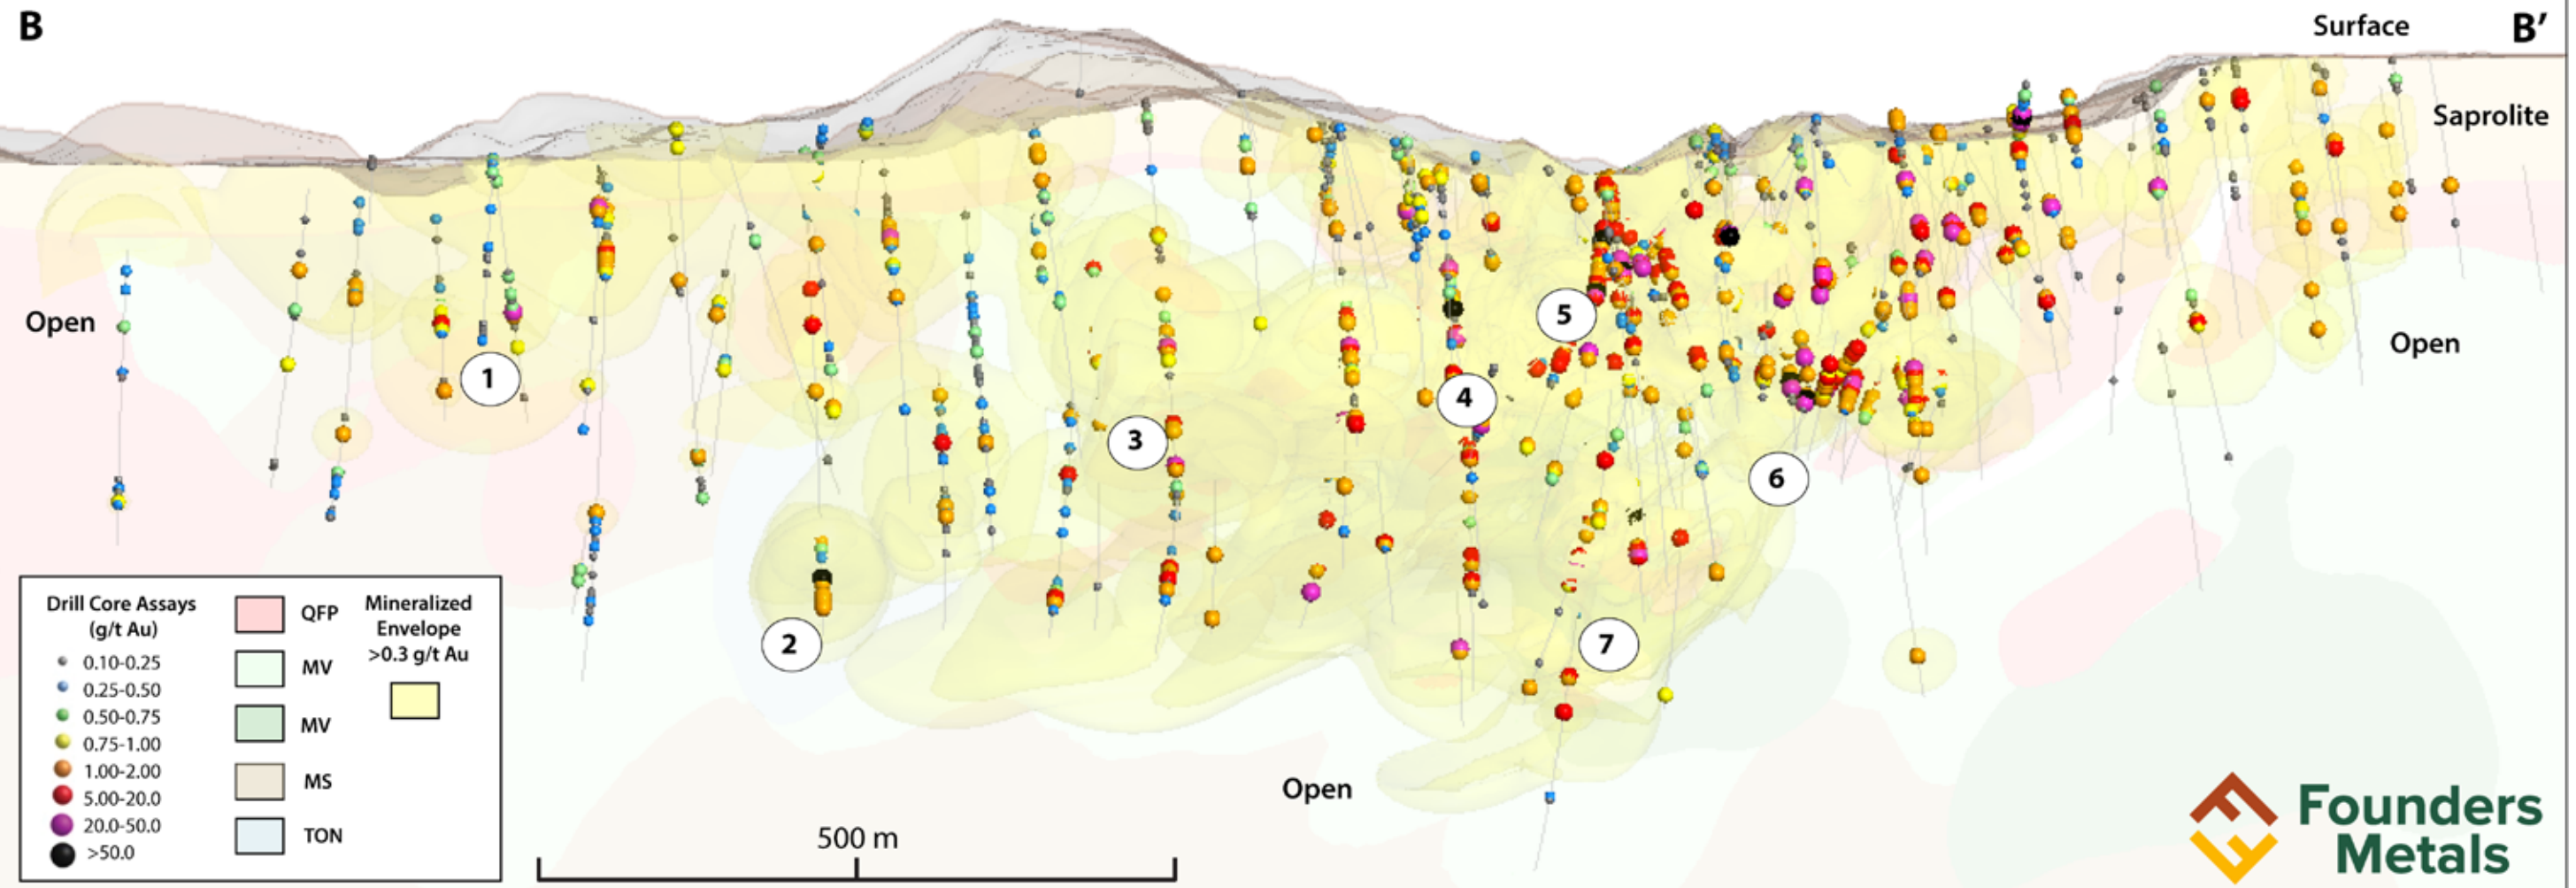 B
Surface
B′
Saprolite
Open
5
Open
1
4
3
6
2
7
Drill Core Assays
(g/t Au)
0.10-0.25
0.25-0.50
0.50-0.75
0.75-1.00
1.00-2.00
5.00-20.0
20.0-50.0
>50.0
QFP
MV
MV
MS
TON
Mineralized
Envelope
>0.3 g/t Au
Open
500 m
Founders
Metals